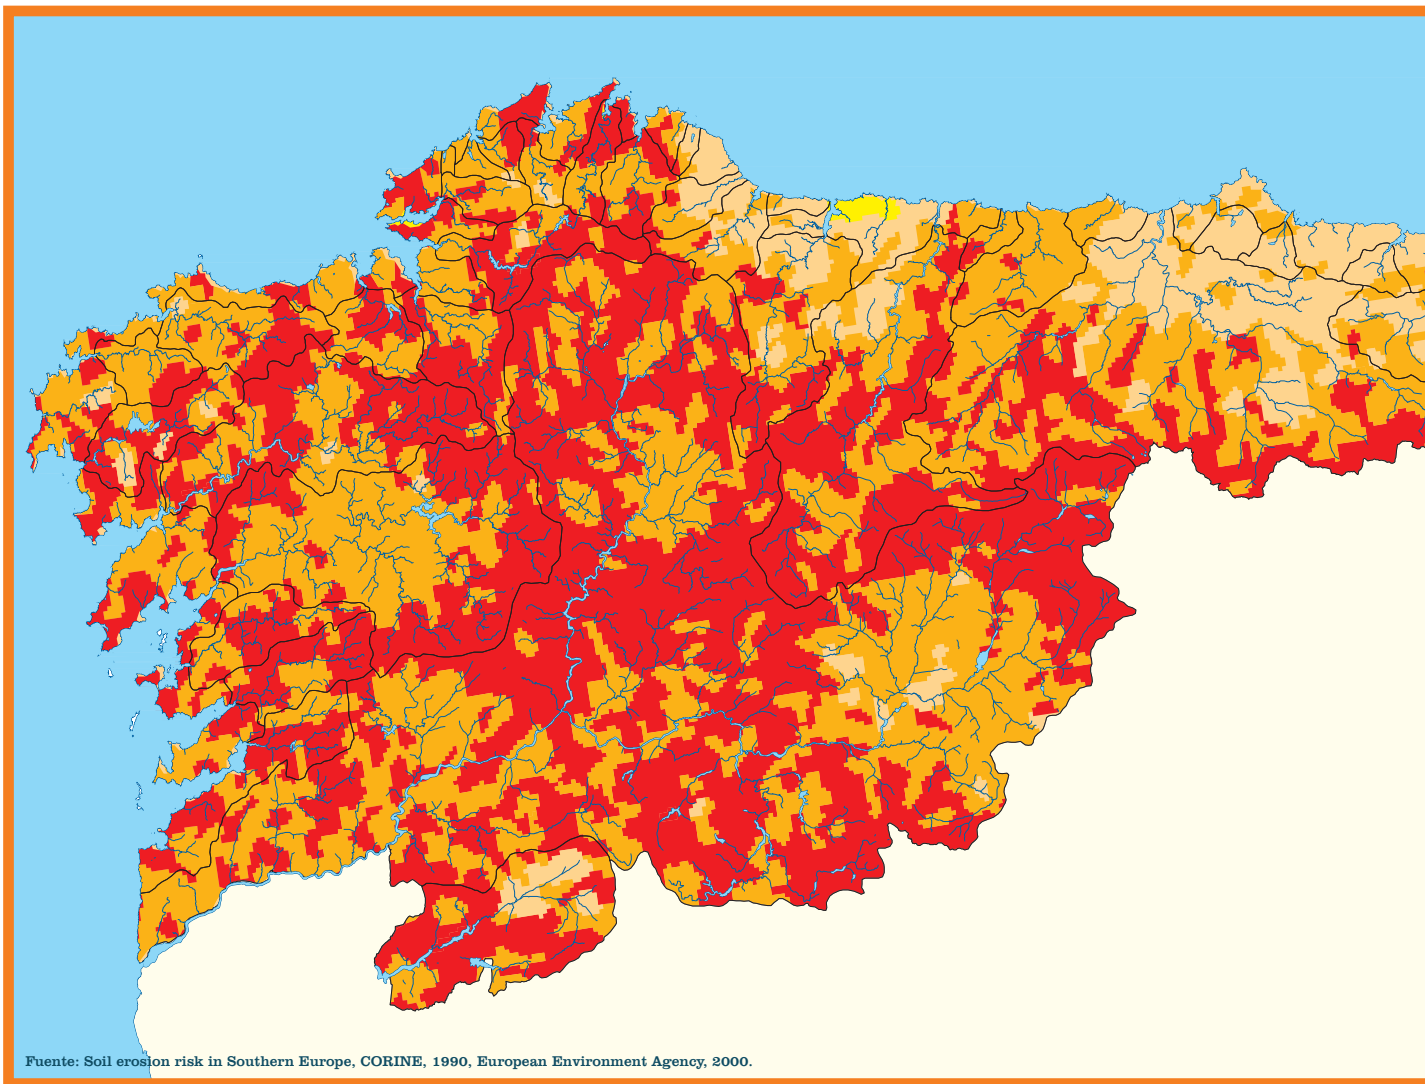 Fuente: Soil erosion risk in Southern Europe, CORINE, 1990, European Environment Agency, 2000.